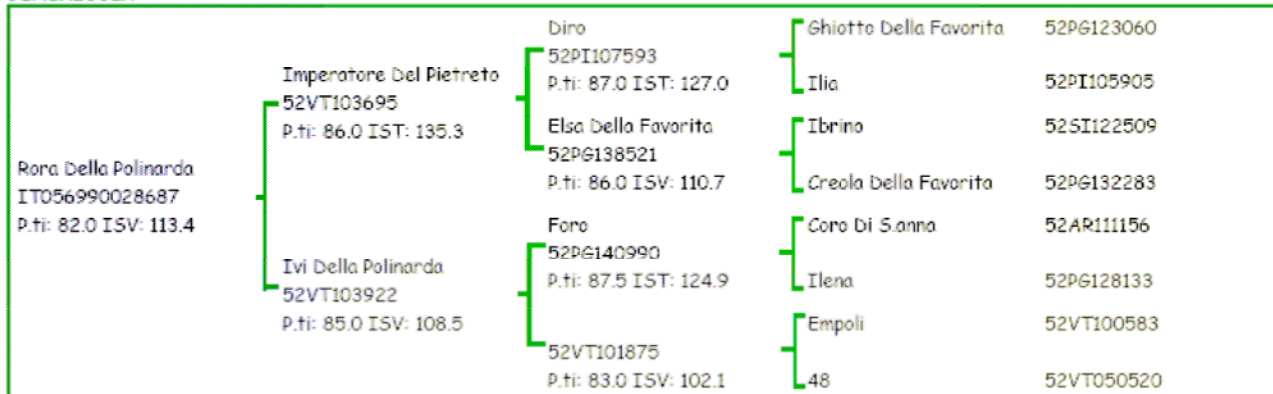 Rora Della Polinarda
IT056990028687
P.ti: 82.0 ISV: 113.4
Imperatore Del Pietreto
52VT103695
P.ti: 86.0 IST: 135.3
Ivi Della Polinarda
52VT103922
P.ti: 85.0 ISV: 108.5
Diro
52PI107593
P.ti: 87.0 IST: 127.0
Elsa Della Favorita
52PG138521
P.ti: 86.0 ISV: 110.7
Foro
52PG140990
P.ti: 87.5 IST: 124.9
52VT101875
P.ti: 83.0 ISV: 102.1
Ghiotto Della Favorita 52PG123060
Ilia 52PI105905
Ibrino 52SI122509
Creola Della Favorita 52PG132283
Coro Di S.anna 52AR111156
Ilena 52PG128133
Empoli 52VT100583
48 52VT050520